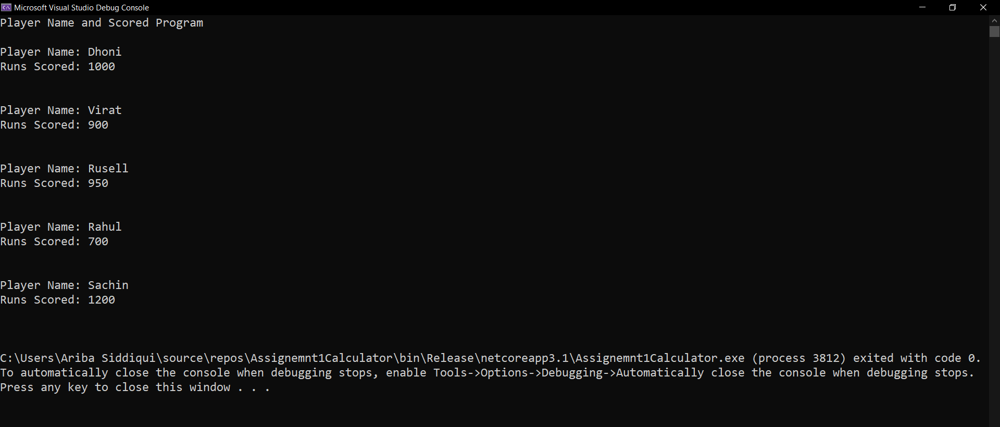 Microsoft Visual Studio Debug Console
Player Name and Scored Program
Player Name: Dhoni
Runs Scored: 1000
Player Name: Virat
Runs Scored: 900
Player Name: Rusell
Runs Scored: 950
Player Name: Rahul
Runs Scored: 700
Player Name: Sachin
Runs Scored: 1200
C:\Users\Ariba Siddiqui\source\repos\Assignemnt1Calculator\bin\Release\netcoreapp3.1\Assignemnt1Calculator.exe (process 3812) exited with code 0.
To automatically close the console when debugging stops, enable Tools->Options->Debugging->Automatically close the console when debugging stops.
Press any key to close this window . . .